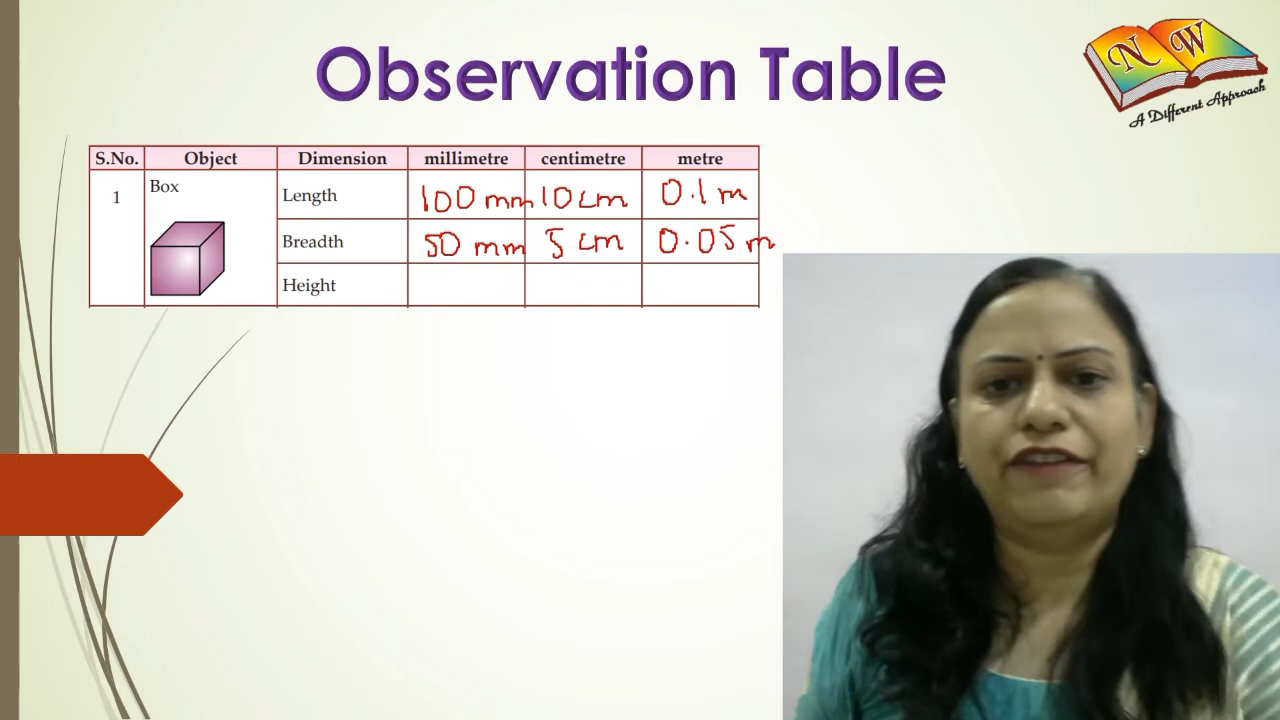 Observation Table
N W
A Different Approach
S.No. Object Dimension millimetre centimetre metre
1 Box Length 100 mm 10 cm 0.1 m
Breadth 50 mm 5 cm 0.05 m
Height